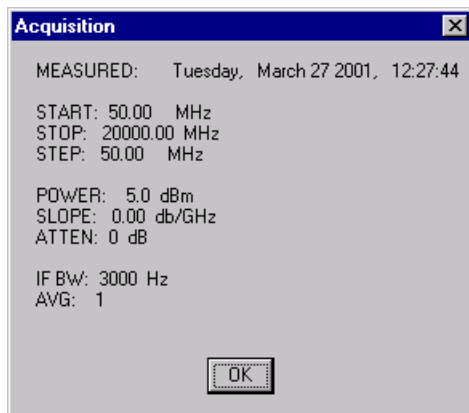 Acquisition
MEASURED: Tuesday, March 27 2001, 12:27:44
START: 50.00 MHz
STOP: 20000.00 MHz
STEP: 50.00 MHz
POWER: 5.0 dBm
SLOPE: 0.00 db/GHz
ATTEN: 0 dB
IF BW: 3000 Hz
AVG: 1
OK